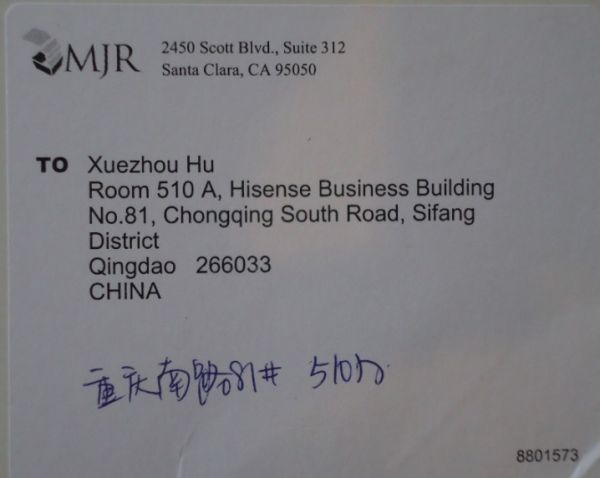 MJR
2450 Scott Blvd., Suite 312
Santa Clara, CA 95050
TO Xuezhou Hu
Room 510 A, Hisense Business Building
No.81, Chongqing South Road, Sifang
District
Qingdao 266033
CHINA
重庆南路81# 510
8801573